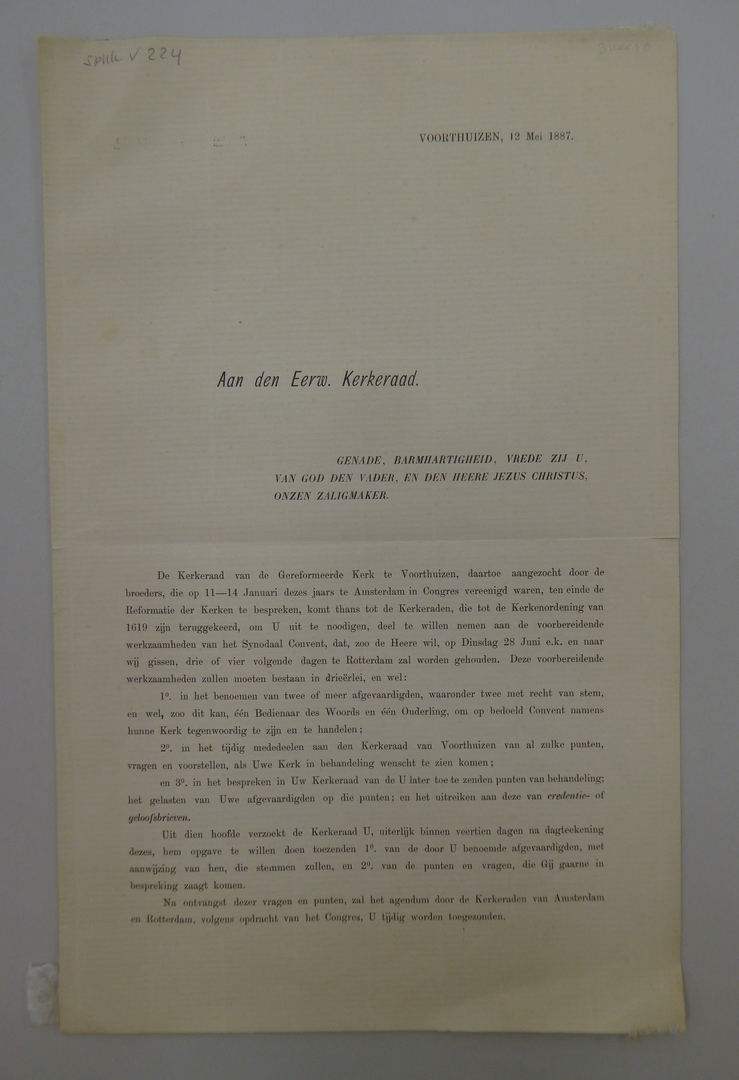 Spkk V 224
VOORTHUIZEN, 12 Mei 1887.
Aan den Eerw. Kerkeraad.
GENADE, BARMHARTIGHEID, VREDE ZIJ U,
VAN GOD DEN VADER, EN DEN HEERE JEZUS CHRISTUS,
ONZEN ZALIGMAKER.
De Kerkeraad van de Gereformeerde Kerk te Voorthuizen, daartoe aangezocht door de
broeders, die op 11—14 Januari dezes jaars te Amsterdam in Congres vereenigd waren, ten einde de
Reformatie der Kerken te bespreken, komt thans tot de Kerkeraden, die tot de Kerkenordening van
1619 zijn teruggekeerd, om U uit te noodigen, deel te willen nemen aan de voorbereidende
werkzaamheden van het Synodaal Convent, dat, zoo de Heere wil, op Dinsdag 28 Juni e.k. en naar
wij gissen, drie of vier volgende dagen te Rotterdam zal worden gehouden. Deze voorbereidende
werkzaamheden zullen moeten bestaan in drieërlei, en wel:
1º. in het benoemen van twee of meer afgevaardigden, waaronder twee met recht van stem,
en wel, zoo dit kan, één Bedienaar des Woords en één Ouderling, om op bedoeld Convent namens
hunne Kerk tegenwoordig te zijn en te handelen;
2º. in het tijdig mededeelen aan den Kerkeraad van Voorthuizen van al zulke punten,
vragen en voorstellen, als Uwe Kerk in behandeling wenscht te zien komen;
en 3º. in het bespreken in Uw Kerkeraad van de U later toe te zenden punten van behandeling;
het gelasten van Uwe afgevaardigden op die punten; en het uitreiken aan deze van credentie- of
geloofsbrieven.
Uit dien hoofde verzoekt de Kerkeraad U, uiterlijk binnen veertien dagen na dagteekening
dezes, hem opgave te willen doen toezenden 1º. van de door U benoemde afgevaardigden, met
aanwijzing van hen, die stemmen zullen, en 2º. van de punten en vragen, die Gij gaarne in
bespreking zaagt komen.
Na ontvangst dezer vragen en punten, zal het agendum door de Kerkeraden van Amsterdam
en Rotterdam, volgens opdracht van het Congres, U tijdig worden toegezonden.